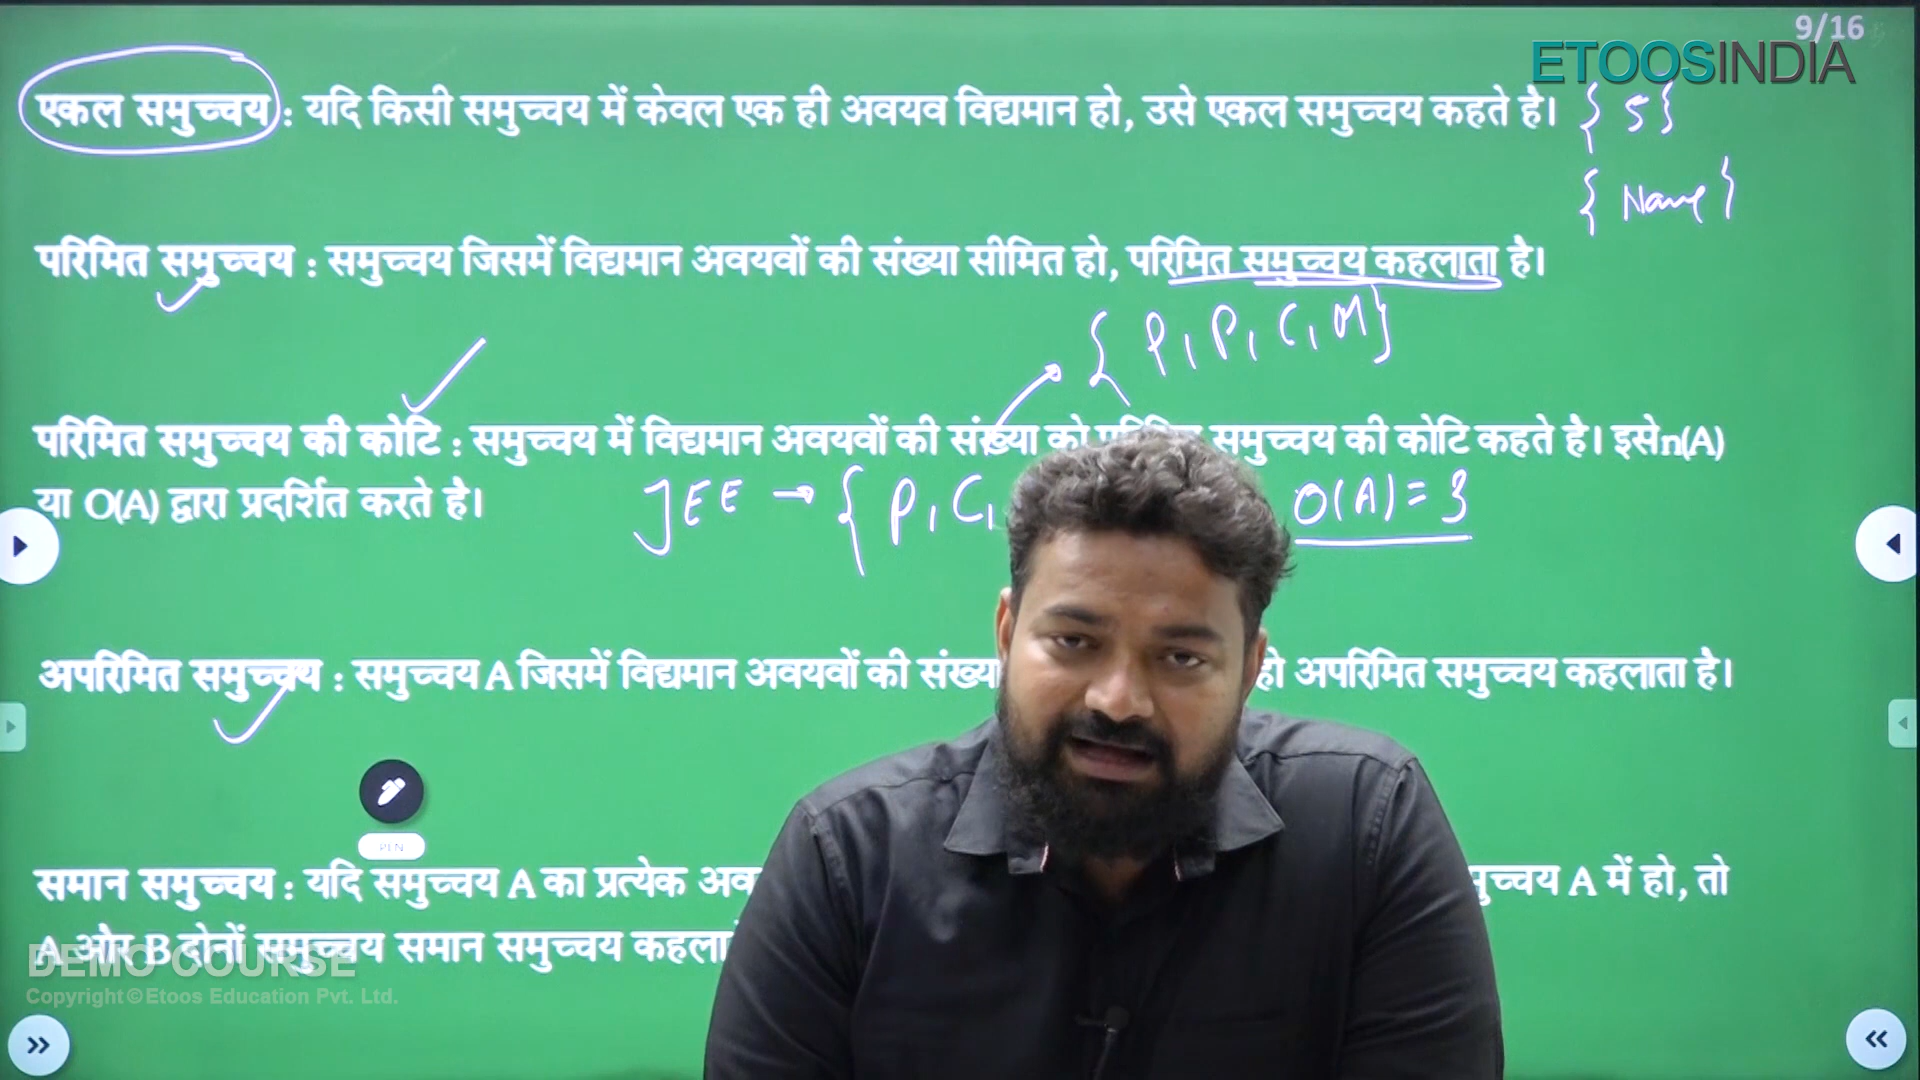 9/16
ETOOSINDIA
एकल समुच्चय : यदि किसी समुच्चय में केवल एक ही अवयव विद्यमान हो, उसे एकल समुच्चय कहते है। { 5 }
{ Name }
परिमित समुच्चय : समुच्चय जिसमें विद्यमान अवयवों की संख्या सीमित हो, परिमित समुच्चय कहलाता है।
{ P, P, C, M }
परिमित समुच्चय की कोटि : समुच्चय में विद्यमान अवयवों की संख्या को समुच्चय की कोटि कहते है। इसे n(A)
या O(A) द्वारा प्रदर्शित करते है। JEE → { P, C, O(A) = 3
अपरिमित समुच्चय : समुच्चय A जिसमें विद्यमान अवयवों की संख्या हो अपरिमित समुच्चय कहलाता है।
PEN
समान समुच्चय : यदि समुच्चय A का प्रत्येक A में हो, तो
A ओर B दोनों समुच्चय समान समुच्चय
DEMO COURSE
Copyright © Etoos Education Pvt. Ltd.